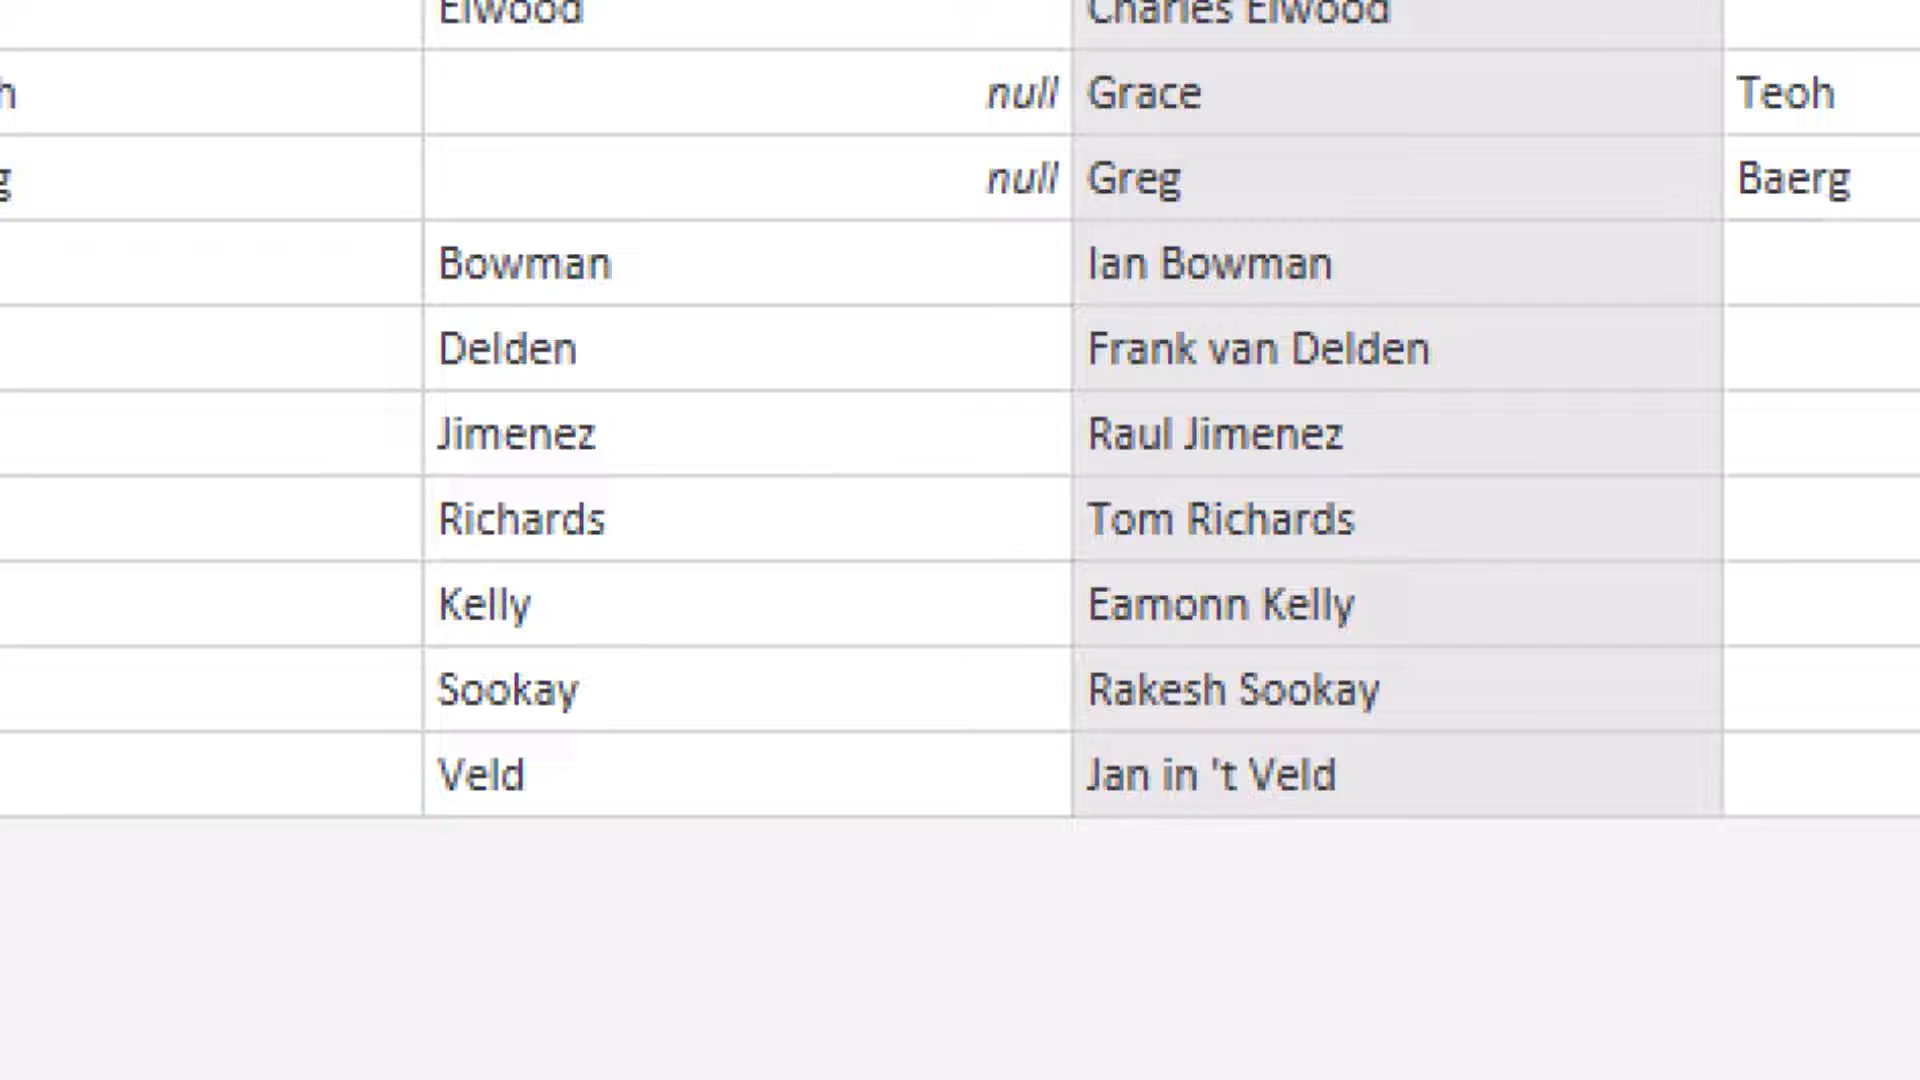 Elwood Charles Elwood
h null Grace Teoh
g null Greg Baerg
Bowman Ian Bowman
Delden Frank van Delden
Jimenez Raul Jimenez
Richards Tom Richards
Kelly Eamonn Kelly
Sookay Rakesh Sookay
Veld Jan in 't Veld